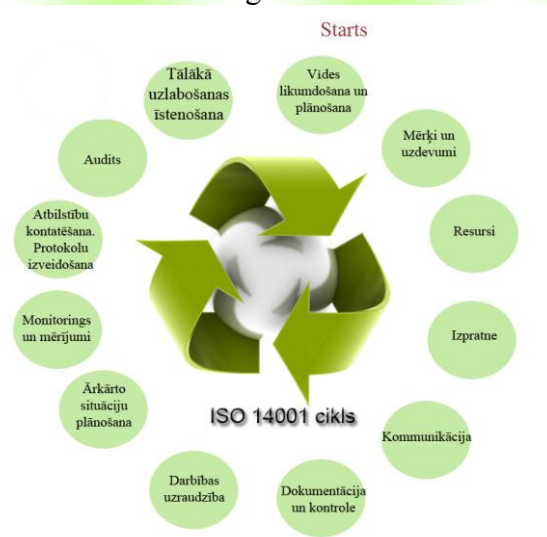 Starts
Vides
likumdošana un
plānošana
Mērķi un
uzdevumi
Resursi
Izpratne
Kommunikācija
Dokumentācija
un kontrole
Darbības
uzraudzība
Ārkārto
situāciju
plānošana
Monitorings
un mērījumi
Atbilstību
kontatēšana.
Protokolu
izveidošana
Audits
Tālākā
uzlabošanas
īstenošana
ISO 14001 cikls